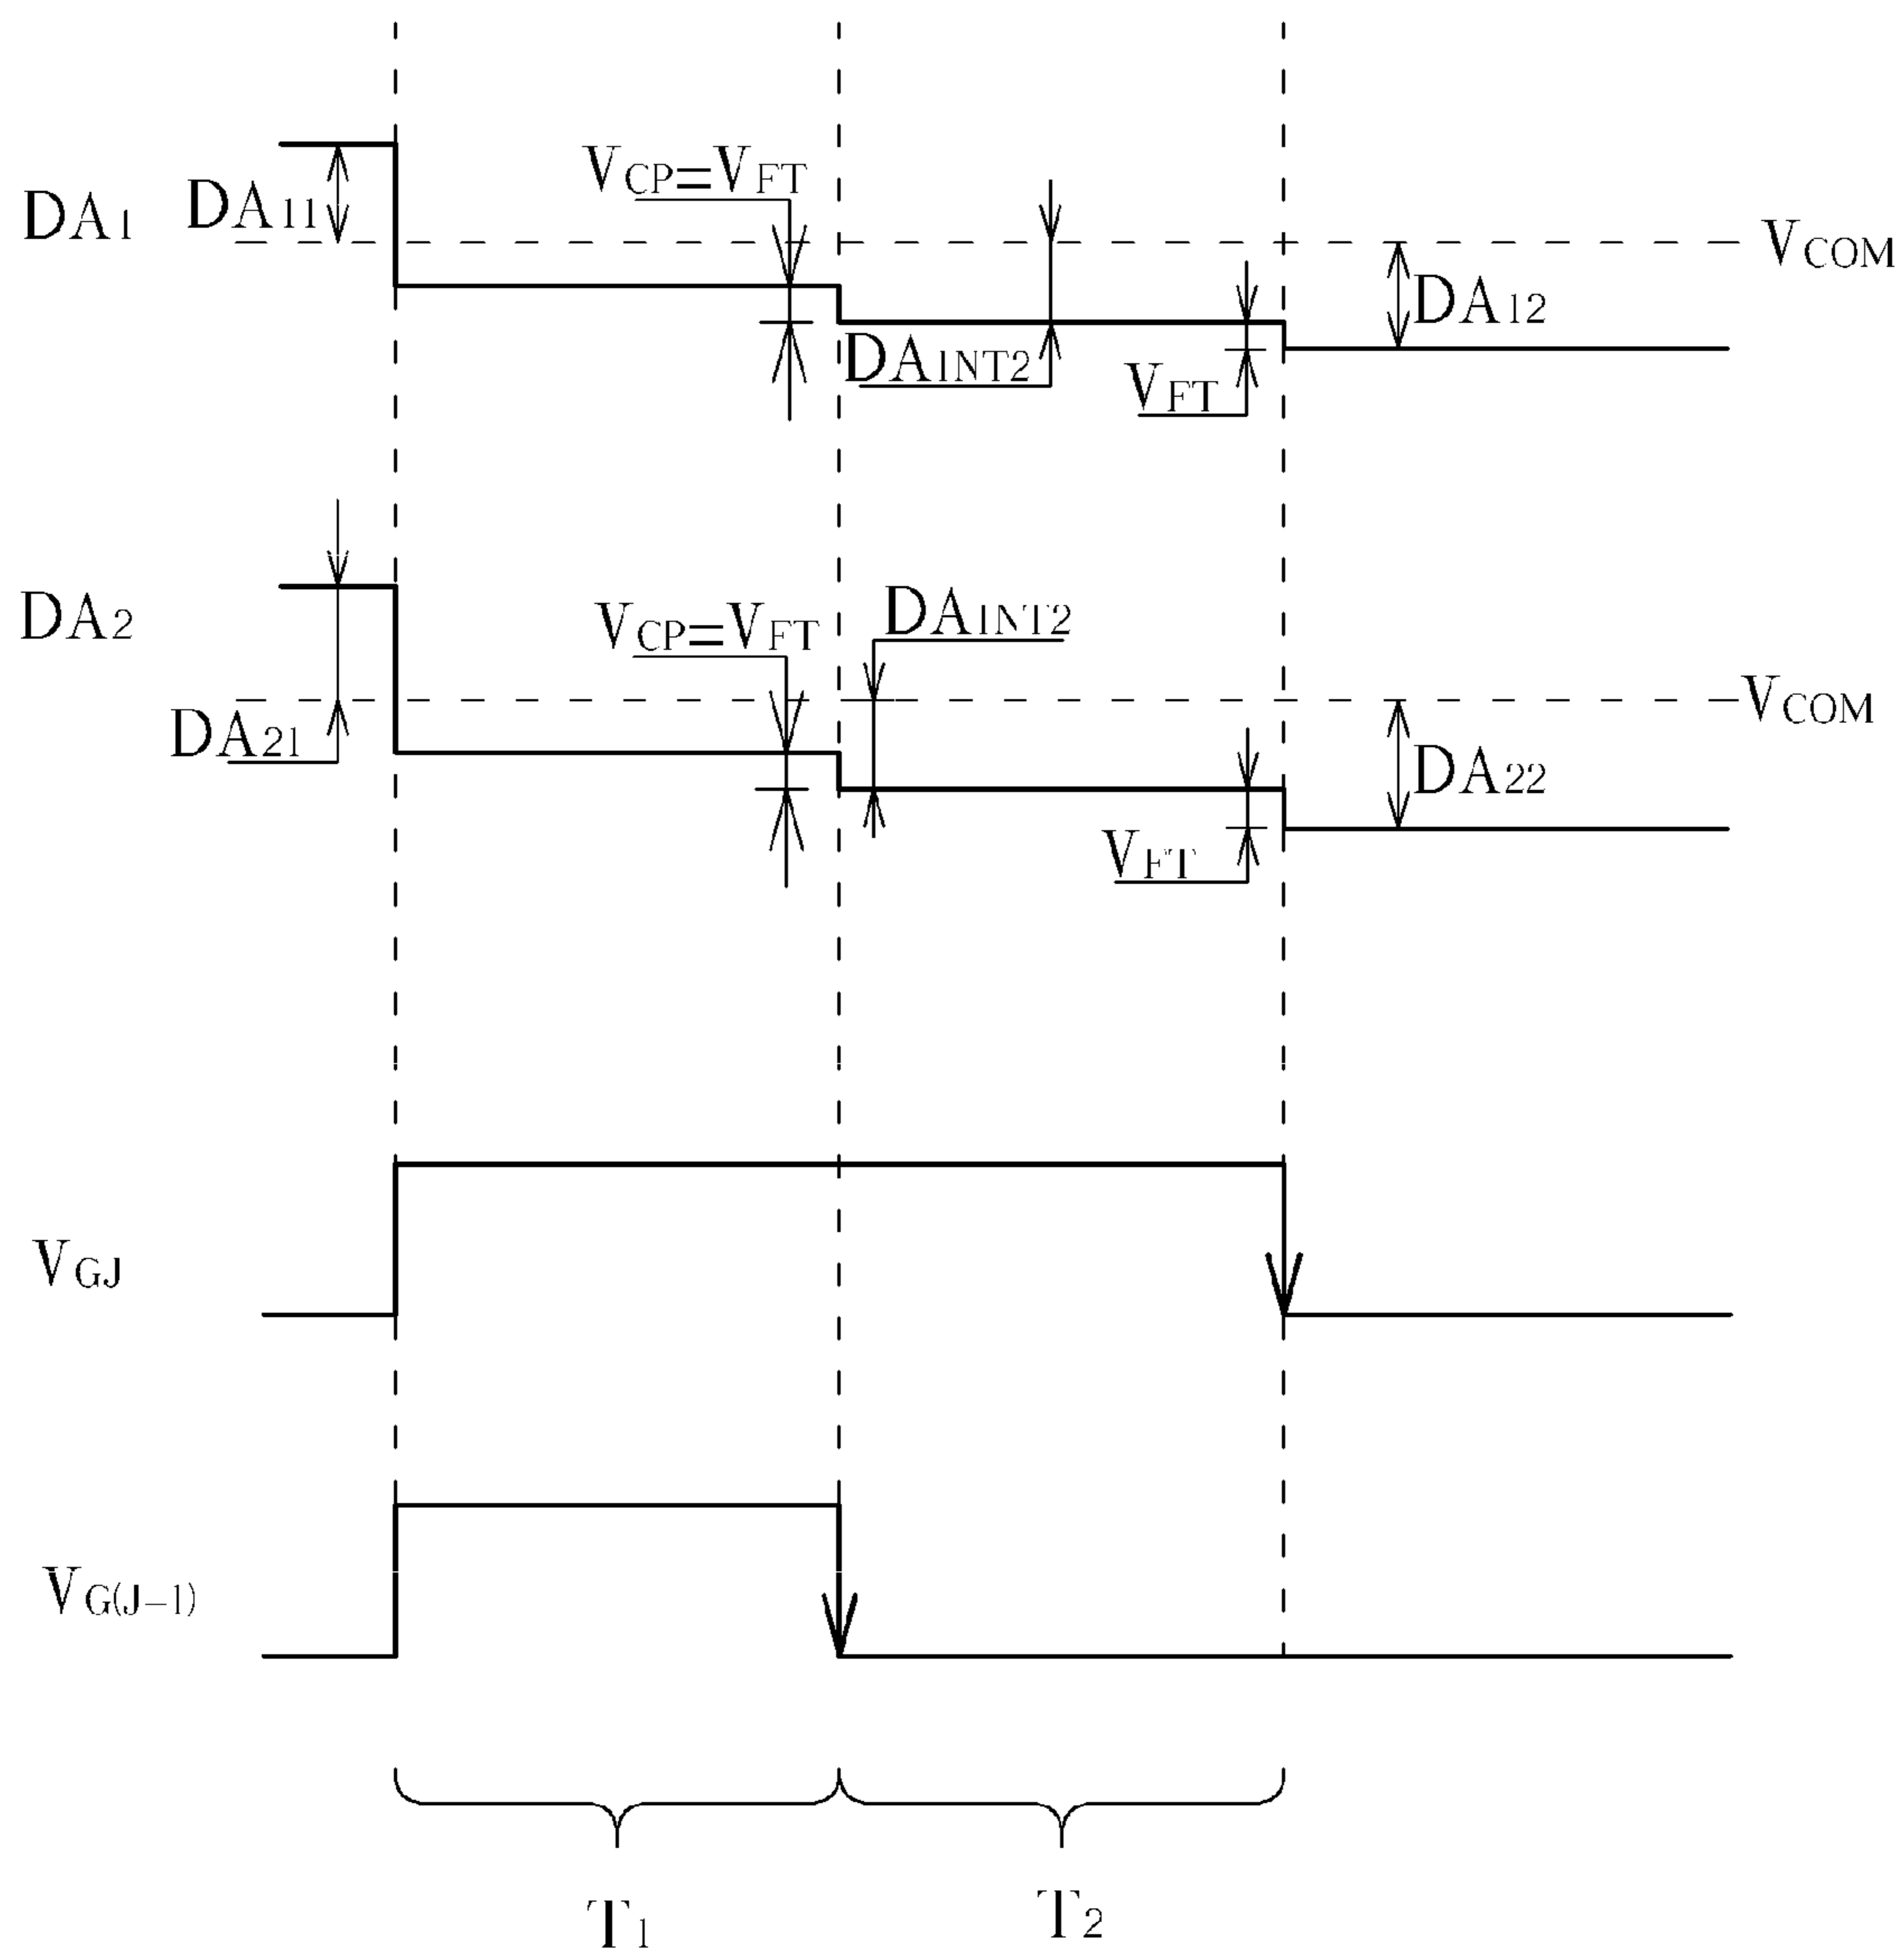 VCP=VFT
DA1
DA11
VCOM
DA12
DAINT2
VFT
DA2
VCP=VFT
DAINT2
DA21
VCOM
DA22
VFT
VGJ
VG(J-1)
T1
T2